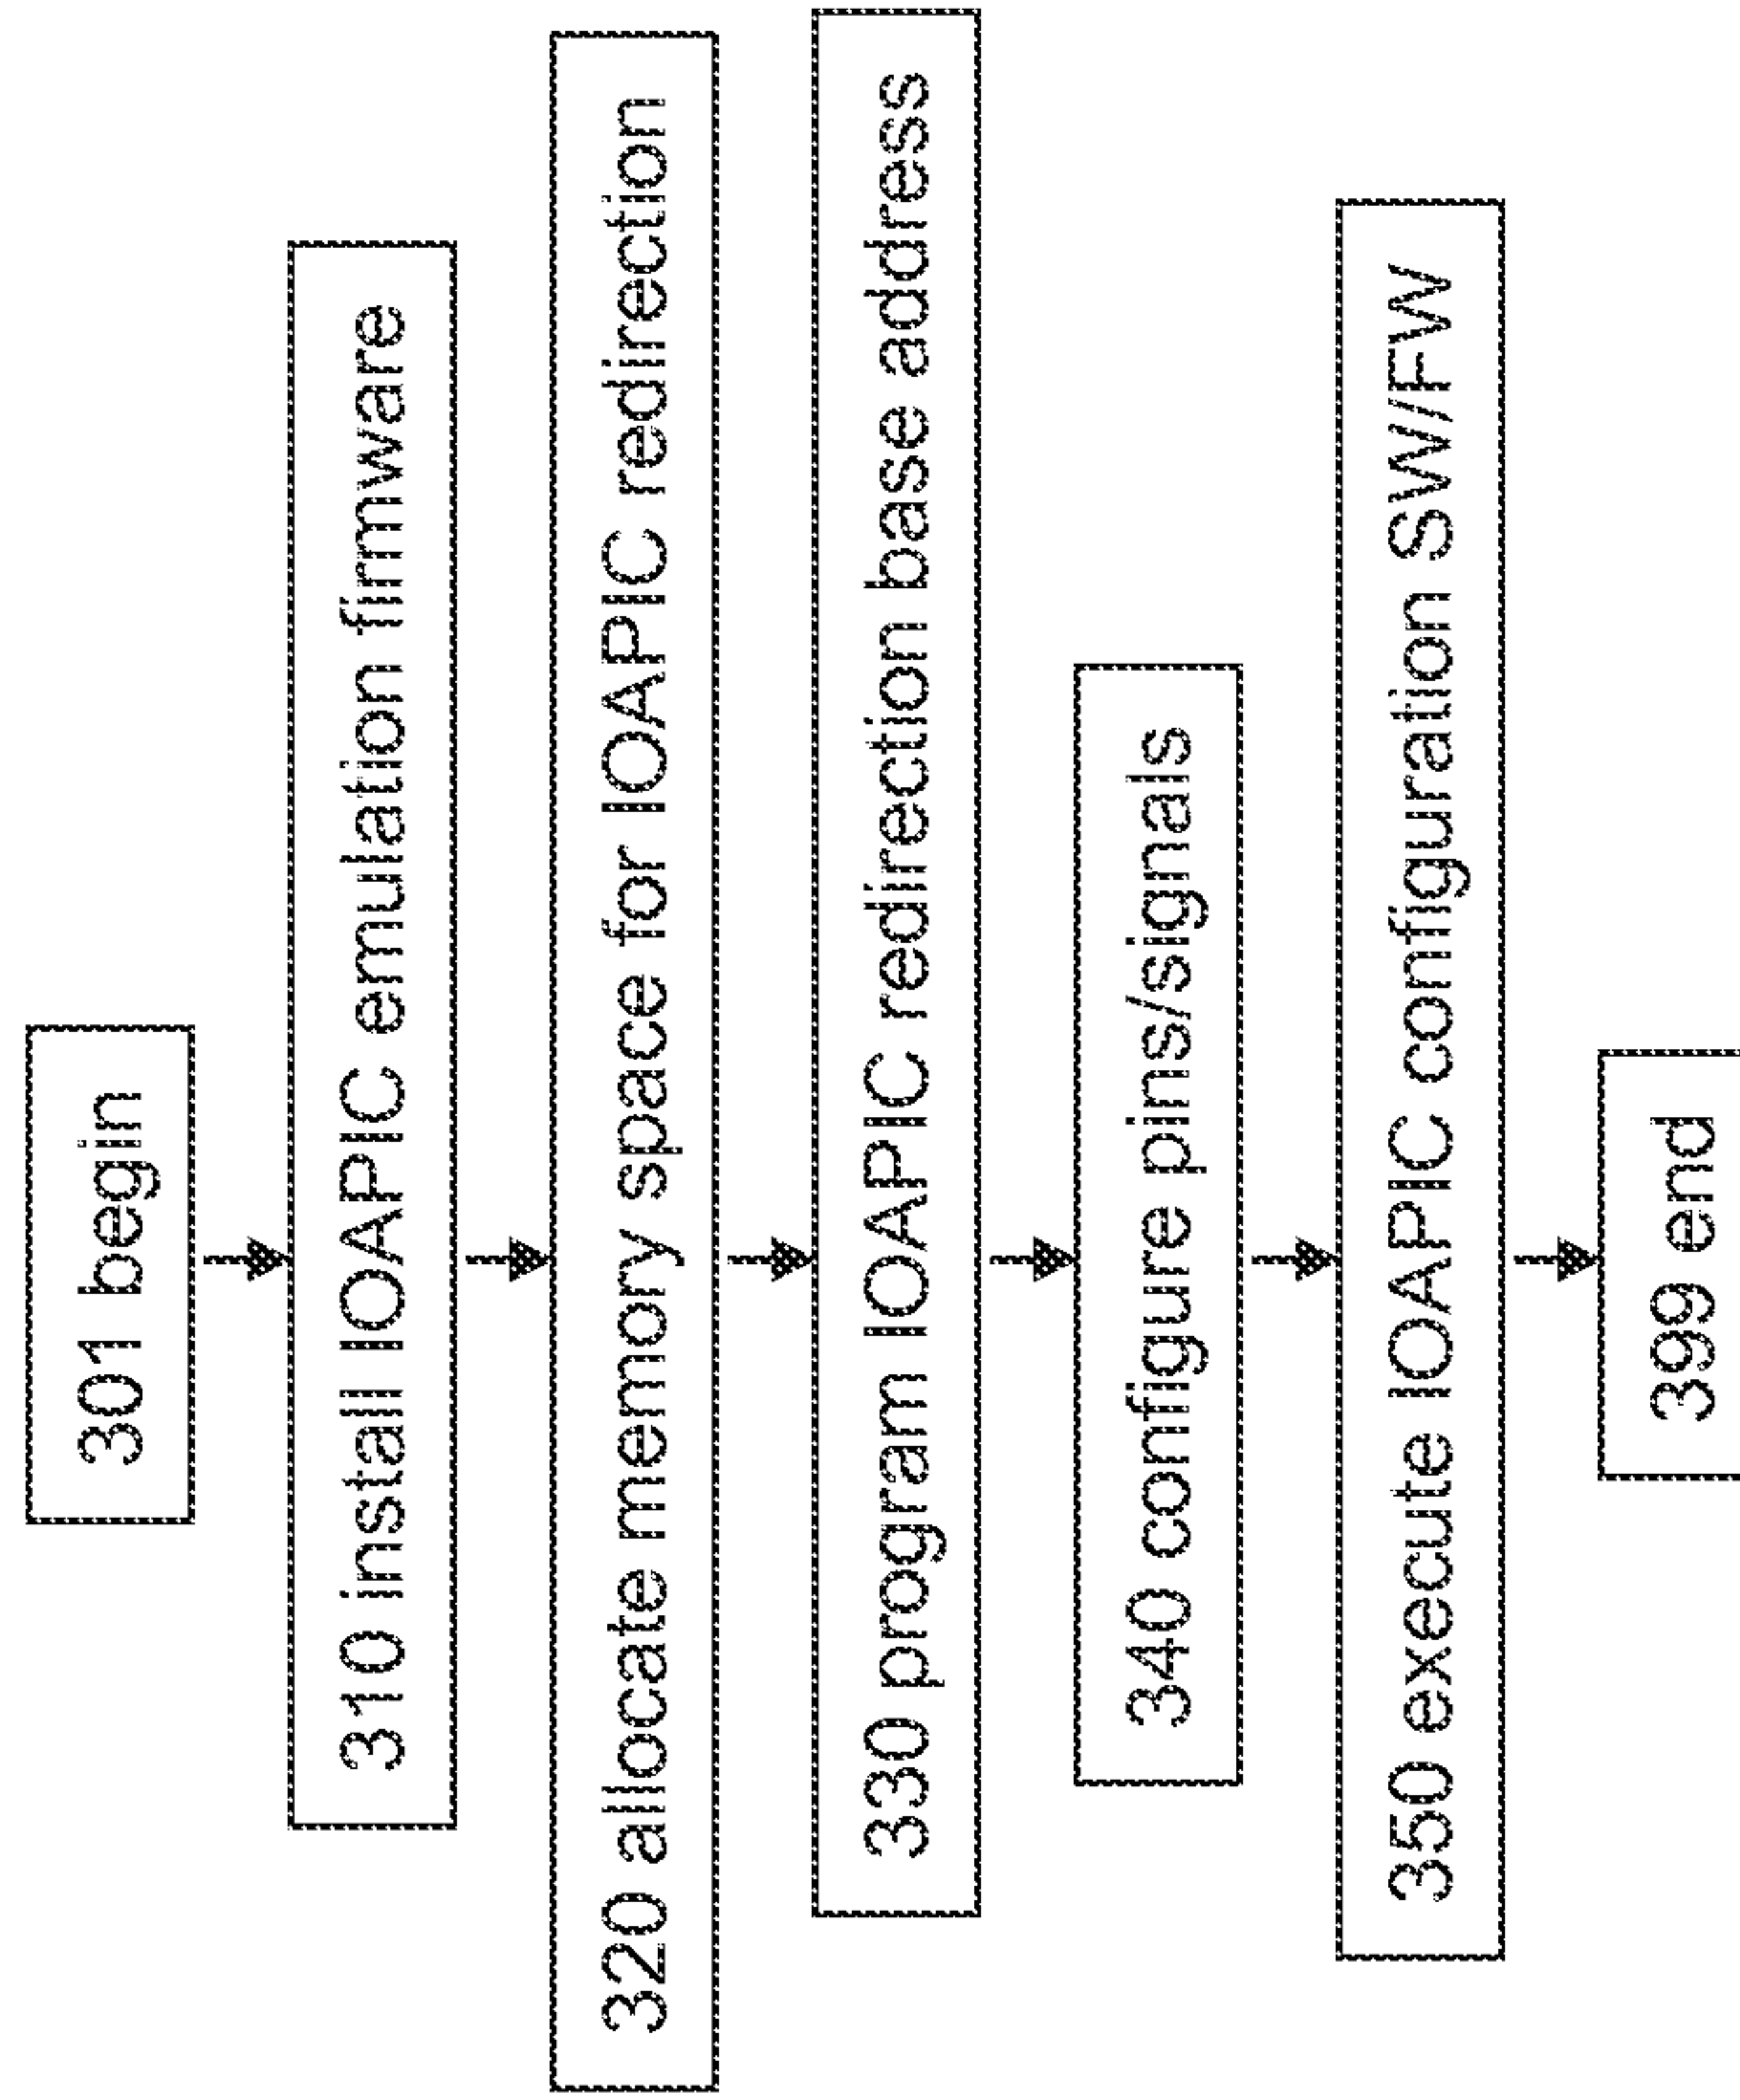 301 begin
310 install IOAPIC emulation firmware
320 allocate memory space for IOAPIC redirection
330 program IOAPIC redirection base address
340 configure pins/signals
350 execute IOAPIC configuration SW/FW
399 end